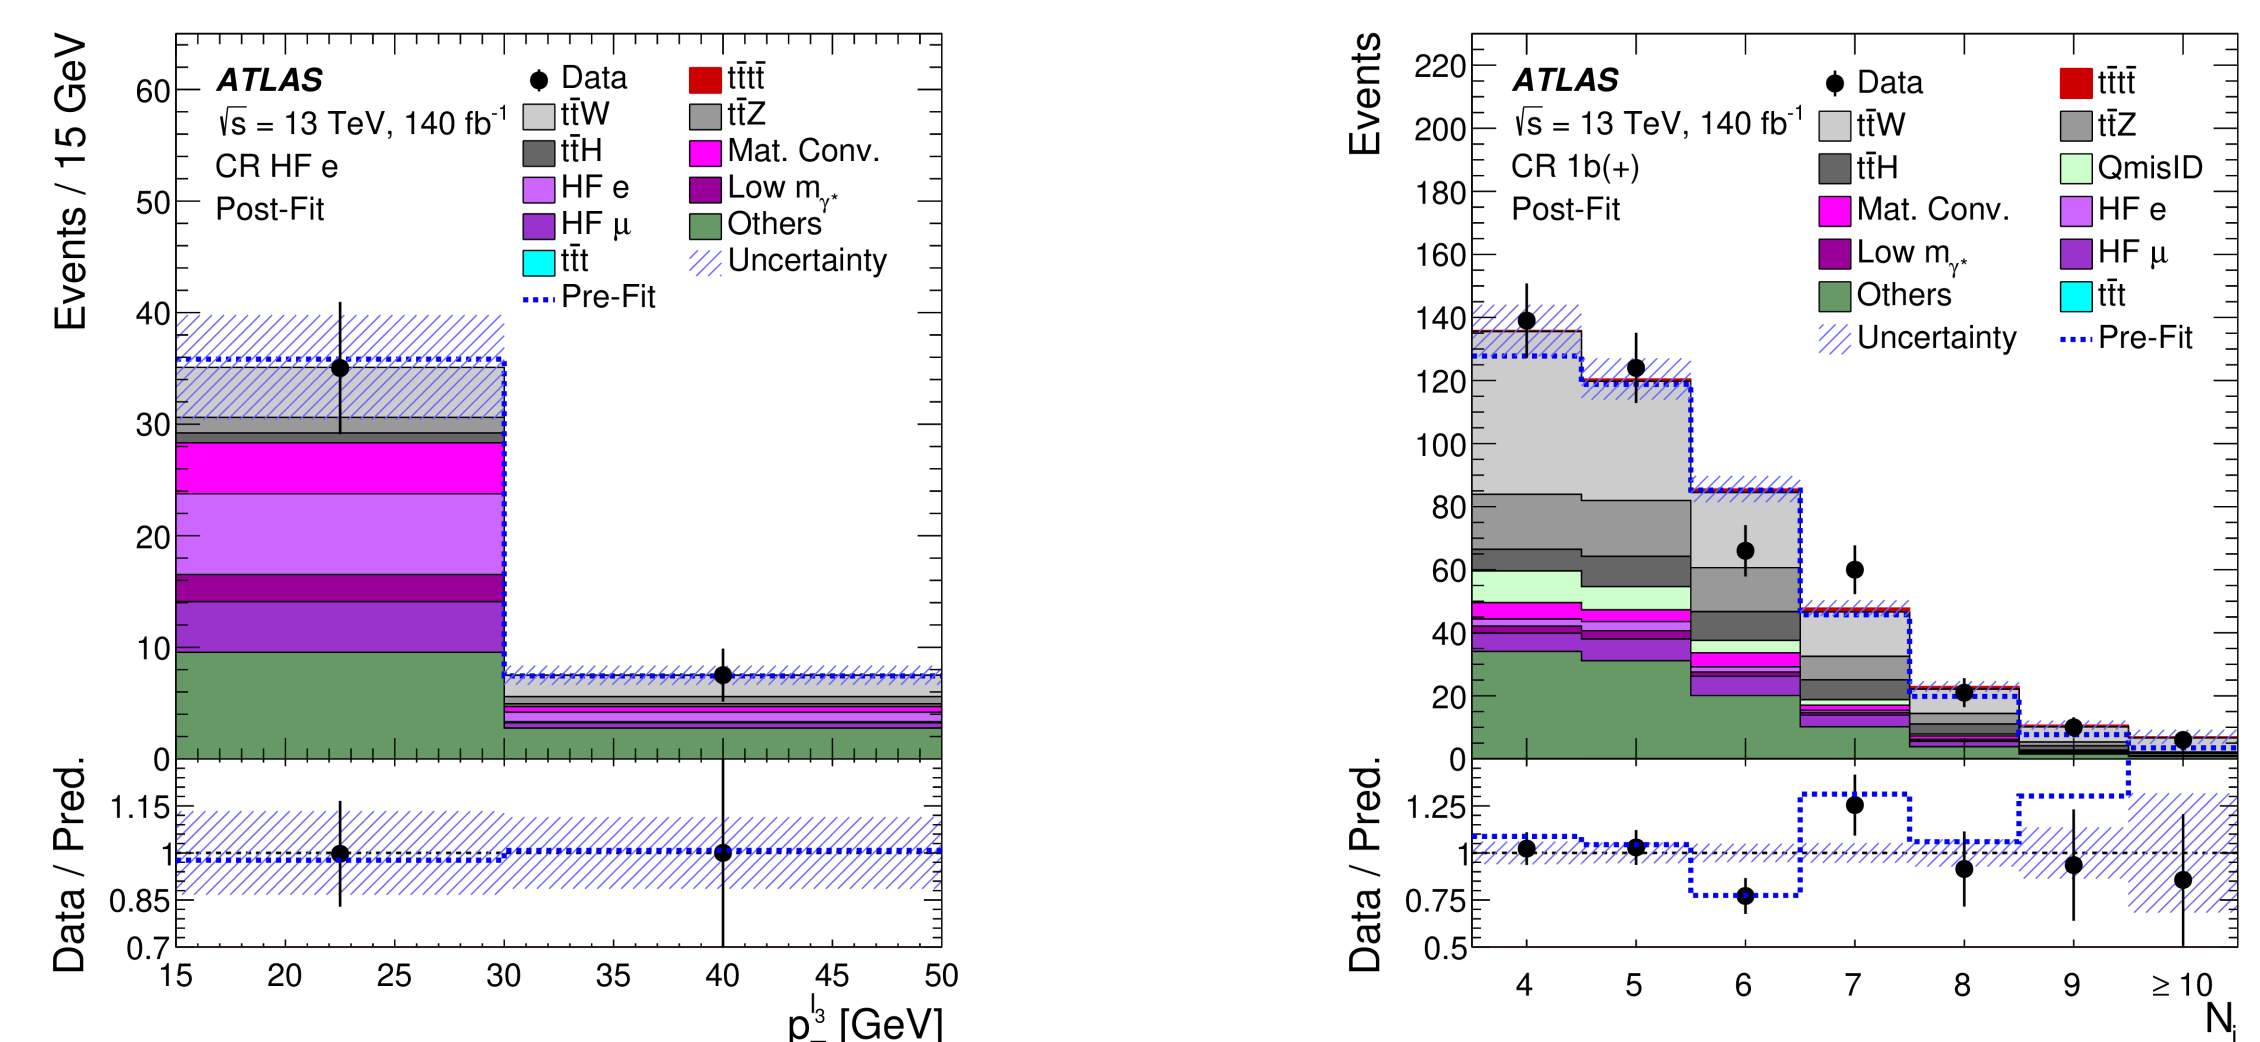 Events / 15 GeV
60
50
40
30
20
10
0
ATLAS
√s = 13 TeV, 140 fb⁻¹
CR HF e
Post-Fit
Data
tt̄tt̄
tt̄W
tt̄Z
tt̄H
Mat. Conv.
HF e
Low m_γ*
HF μ
Others
tt̄t
Uncertainty
Pre-Fit
Data / Pred.
1.15
1
0.85
0.7
15 20 25 30 35 40 45 50
p_T^l₃ [GeV]
Events
220
200
180
160
140
120
100
80
60
40
20
0
ATLAS
√s = 13 TeV, 140 fb⁻¹
CR 1b(+)
Post-Fit
Data
tt̄tt̄
tt̄W
tt̄Z
tt̄H
QmisID
Mat. Conv.
HF e
Low m_γ*
HF μ
Others
tt̄t
Uncertainty
Pre-Fit
Data / Pred.
1.25
1
0.75
0.5
4 5 6 7 8 9 ≥ 10
N_j